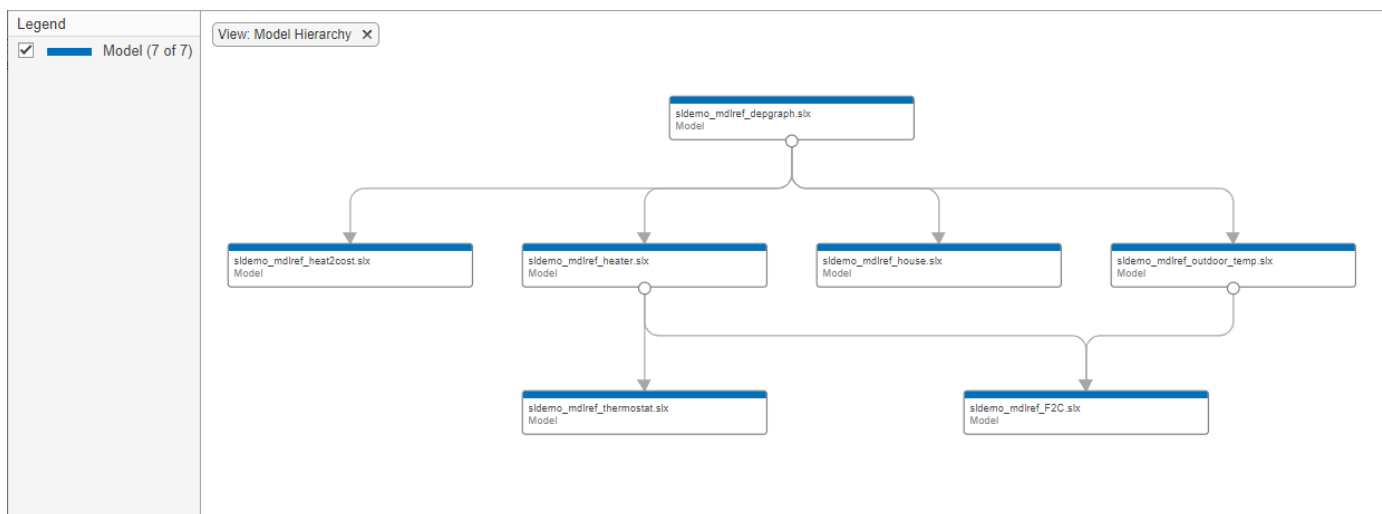 Legend
Model (7 of 7)
View: Model Hierarchy
sldemo_mdlref_depgraph.slx
Model
sldemo_mdlref_heat2cost.slx
Model
sldemo_mdlref_heater.slx
Model
sldemo_mdlref_house.slx
Model
sldemo_mdlref_outdoor_temp.slx
Model
sldemo_mdlref_thermostat.slx
Model
sldemo_mdlref_F2C.slx
Model